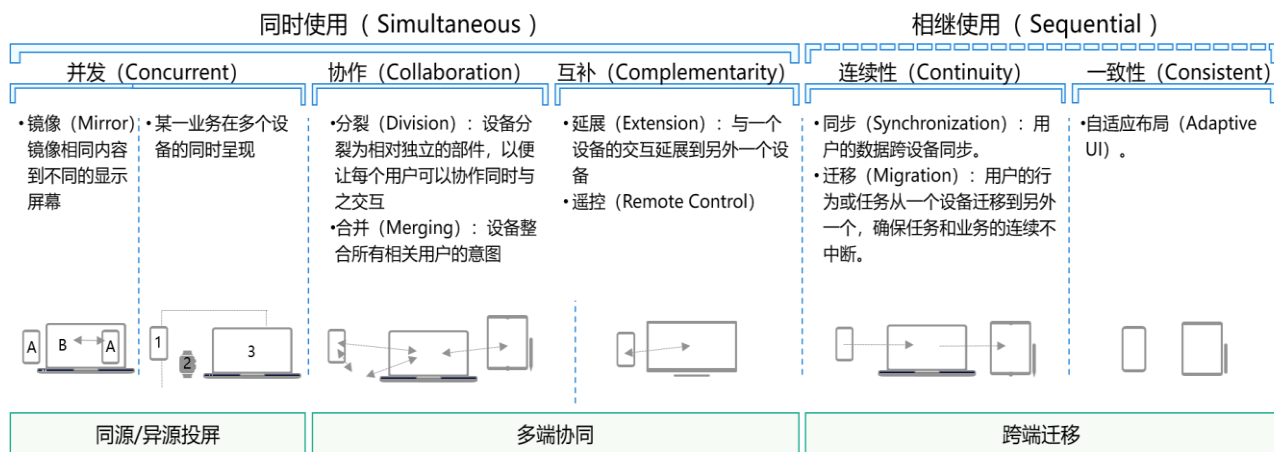 同时使用（Simultaneous ）
相继使用（ Sequential ）
并发（Concurrent）
协作（Collaboration）
互补（Complementarity）
连续性（Continuity）
一致性（Consistent）
•镜像（Mirror)
镜像相同内容
到不同的显示
屏幕
•某一业务在多个设
备的同时呈现
•分裂（Division）：设备分
裂为相对独立的部件，以便
让每个用户可以协作同时与
之交互
•合并（Merging）：设备整
合所有相关用户的意图
•延展（Extension）：与一个
设备的交互延展到另外一个设
备
•遥控（Remote Control）
•同步（Synchronization）：用
户的数据跨设备同步。
•迁移（Migration）：用户的行
为或任务从一个设备迁移到另外
一个，确保任务和业务的连续不
中断。
•自适应布局（Adaptive
UI）。
A
B
A
1
2
3
同源/异源投屏
多端协同
跨端迁移